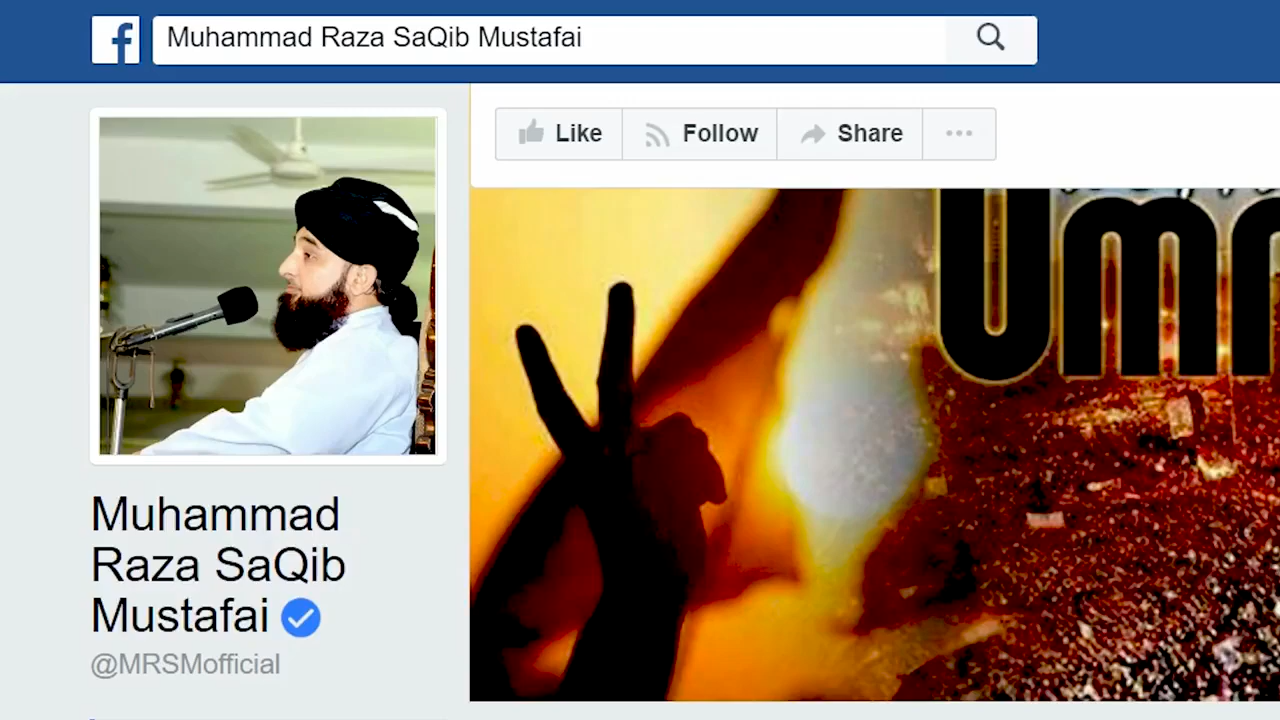 Muhammad Raza SaQib Mustafai
Like Follow Share
Muhammad
Raza SaQib
Mustafai
@MRSMofficial